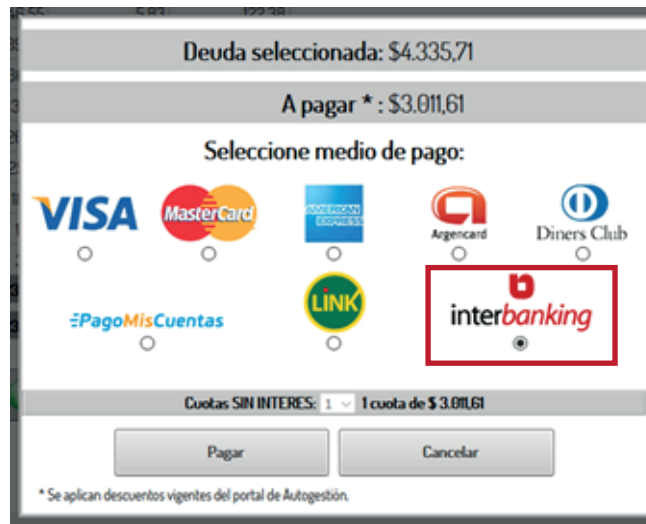 Deuda seleccionada: $4.335,71
A pagar * : $3.011,61
Seleccione medio de pago:
VISA MasterCard AMERICAN EXPRESS Argencard Diners Club
PagoMisCuentas LINK interbanking
Cuotas SIN INTERES: 1 1 cuota de $ 3.011,61
Pagar Cancelar
* Se aplican descuentos vigentes del portal de Autogestión.